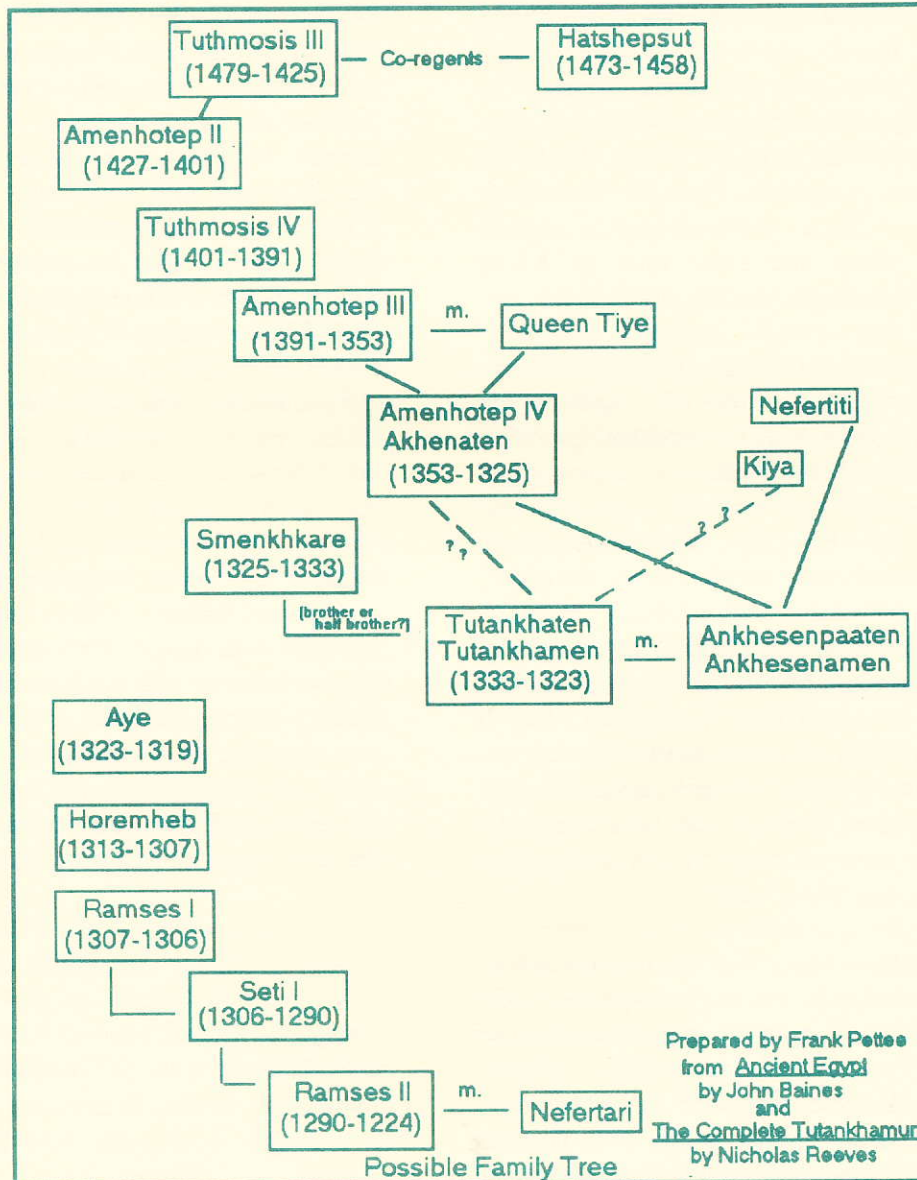 Tuthmosis III
(1479-1425)
Co-regents
Hatshepsut
(1473-1458)
Amenhotep II
(1427-1401)
Tuthmosis IV
(1401-1391)
Amenhotep III
(1391-1353)
m.
Queen Tiye
Amenhotep IV
Akhenaten
(1353-1325)
Nefertiti
Kiya
Smenkhkare
(1325-1333)
? ?
? ?
[brother or
half brother?]
Tutankhaten
Tutankhamen
(1333-1323)
m.
Ankhesenpaaten
Ankhesenamen
Aye
(1323-1319)
Horemheb
(1313-1307)
Ramses I
(1307-1306)
Seti I
(1306-1290)
Ramses II
(1290-1224)
m.
Nefertari
Prepared by Frank Pettee
from Ancient Egypt
by John Baines
and
The Complete Tutankhamun
by Nicholas Reeves
Possible Family Tree